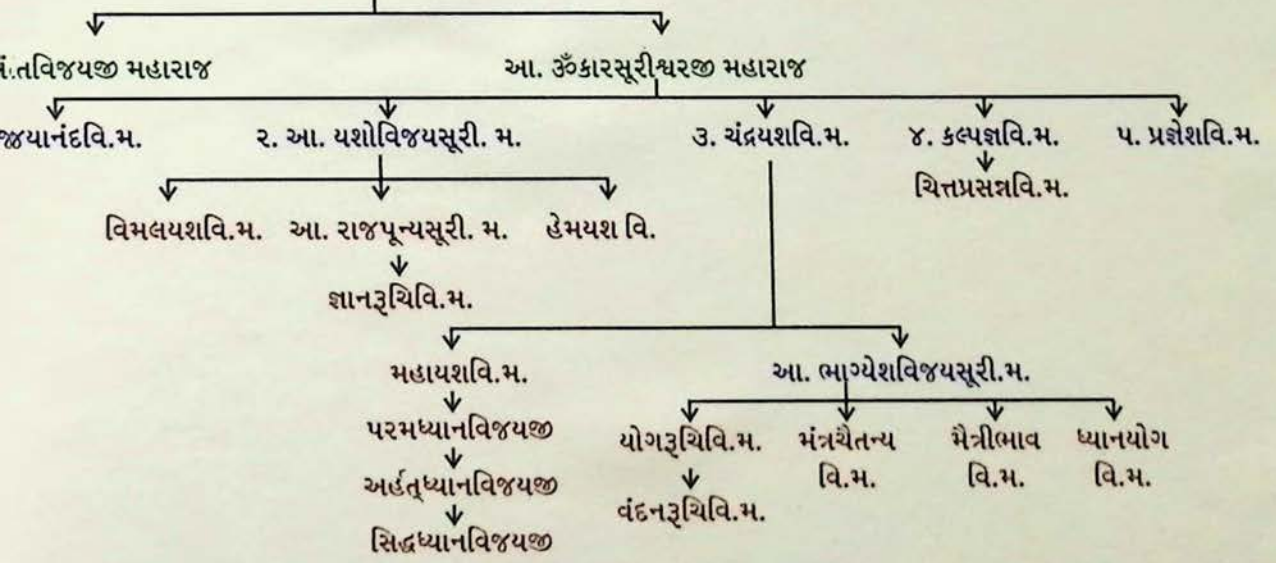 મહારાજ આ. ૐકારસૂરીશ્વરજી મહારાજ
૨. આ. યશોવિજયસૂરી. મ. ૩. ચંદ્રયશવિ.મ. ૪. કલ્પજ્ઞવિ.મ. ૫. પ્રજ્ઞેશવિ.મ.
ચિત્તપ્રસન્નવિ.મ.
વિમલયશવિ.મ. આ. રાજપૂન્યસૂરી. મ. હેમયશ વિ.
જ્ઞાનરૂચિવિ.મ.
મહાયશવિ.મ. આ. ભાગ્યેશવિજયસૂરી.મ.
પરમધ્યાનવિજયજી યોગરૂચિવિ.મ. મંત્રચૈતન્ય મૈત્રીભાવ ધ્યાનયોગ
વિ.મ. વિ.મ. વિ.મ.
અર્હત્ધ્યાનવિજયજી
વંદનરૂચિવિ.મ.
સિદ્ધધ્યાનવિજયજી